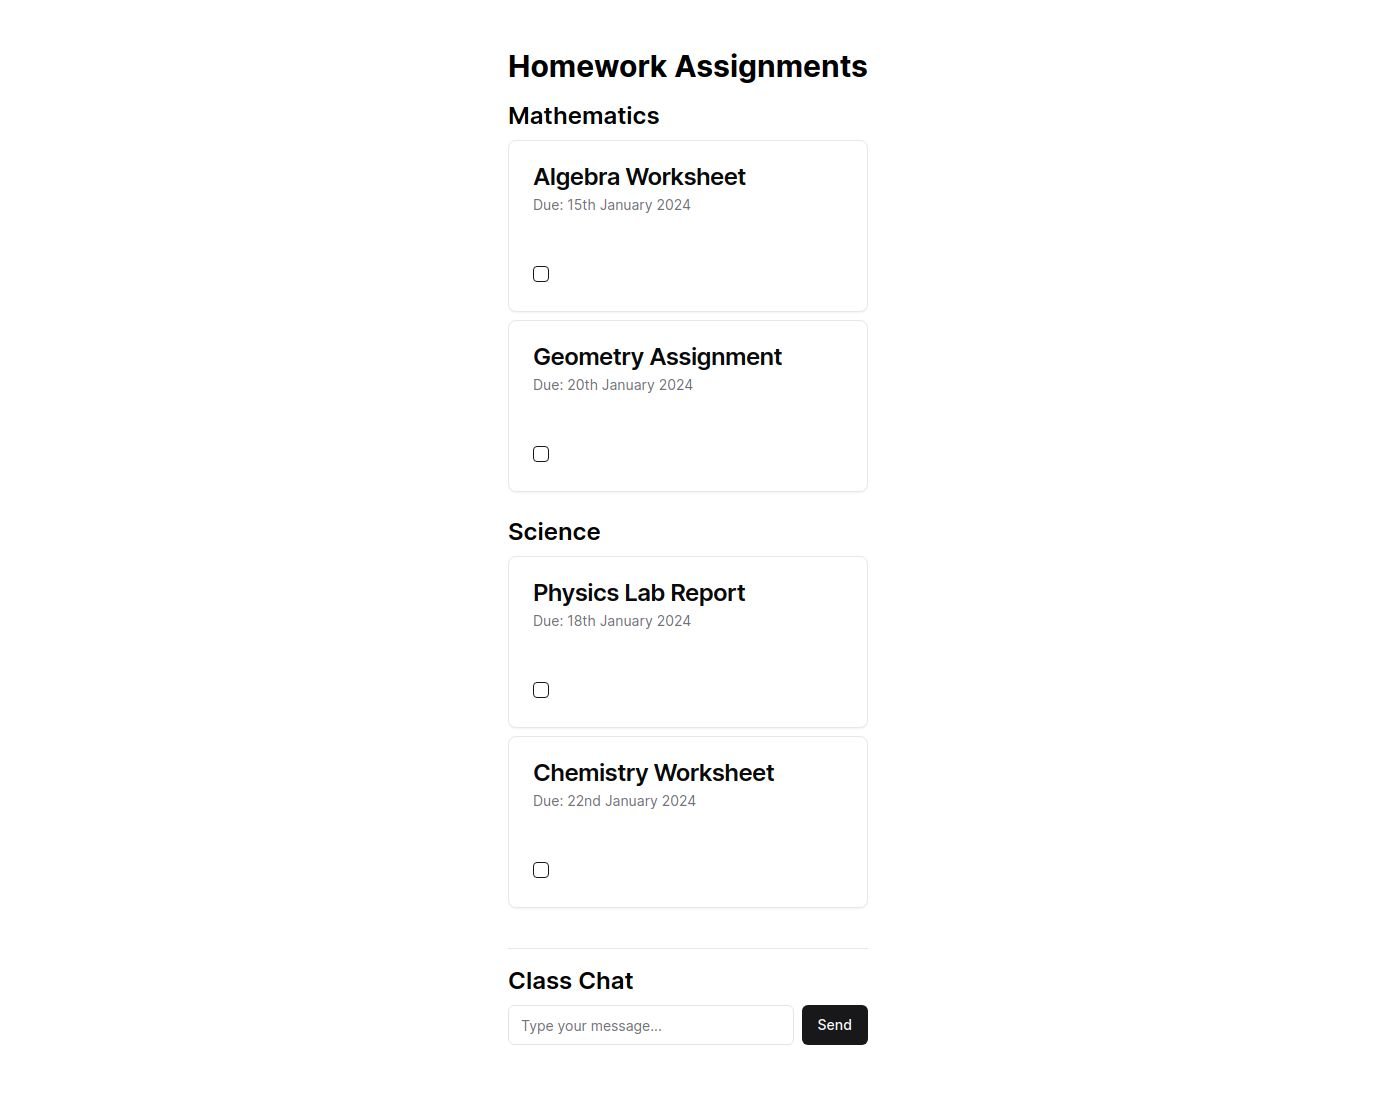 Homework Assignments
Mathematics
Algebra Worksheet
Due: 15th January 2024
Geometry Assignment
Due: 20th January 2024
Science
Physics Lab Report
Due: 18th January 2024
Chemistry Worksheet
Due: 22nd January 2024
Class Chat
Type your message... Send